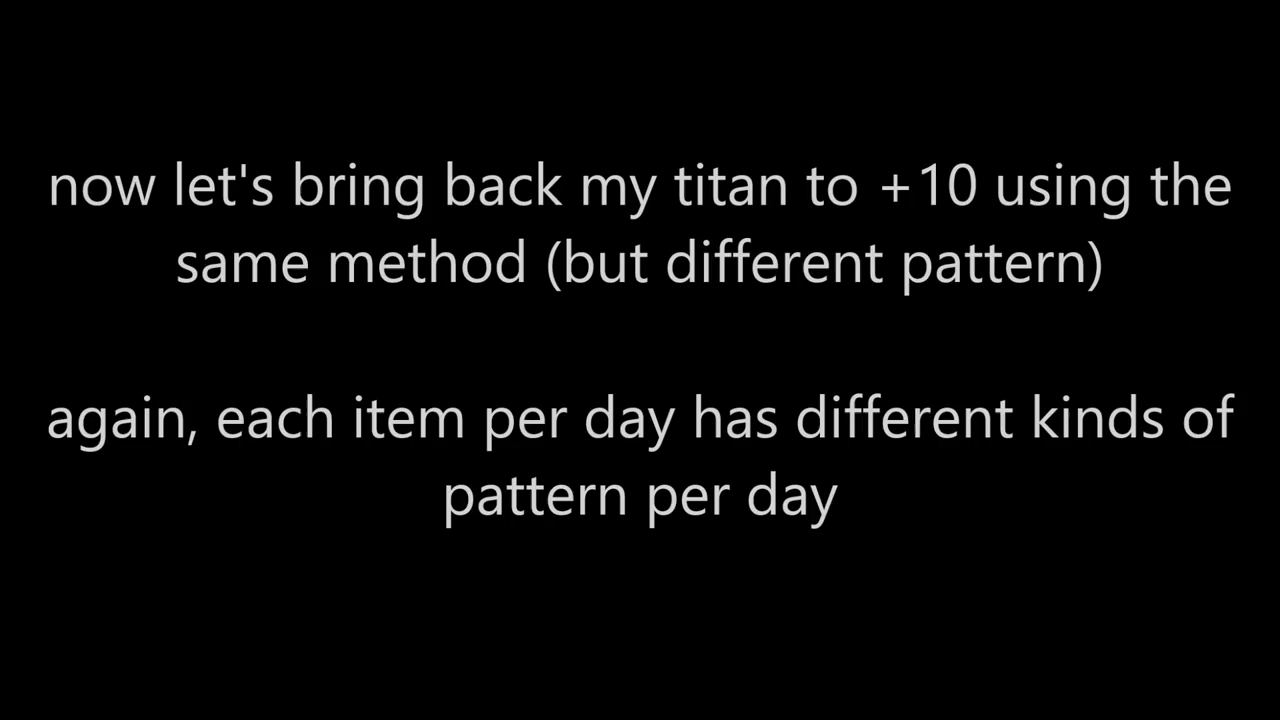 now let's bring back my titan to +10 using the
same method (but different pattern)
again, each item per day has different kinds of
pattern per day